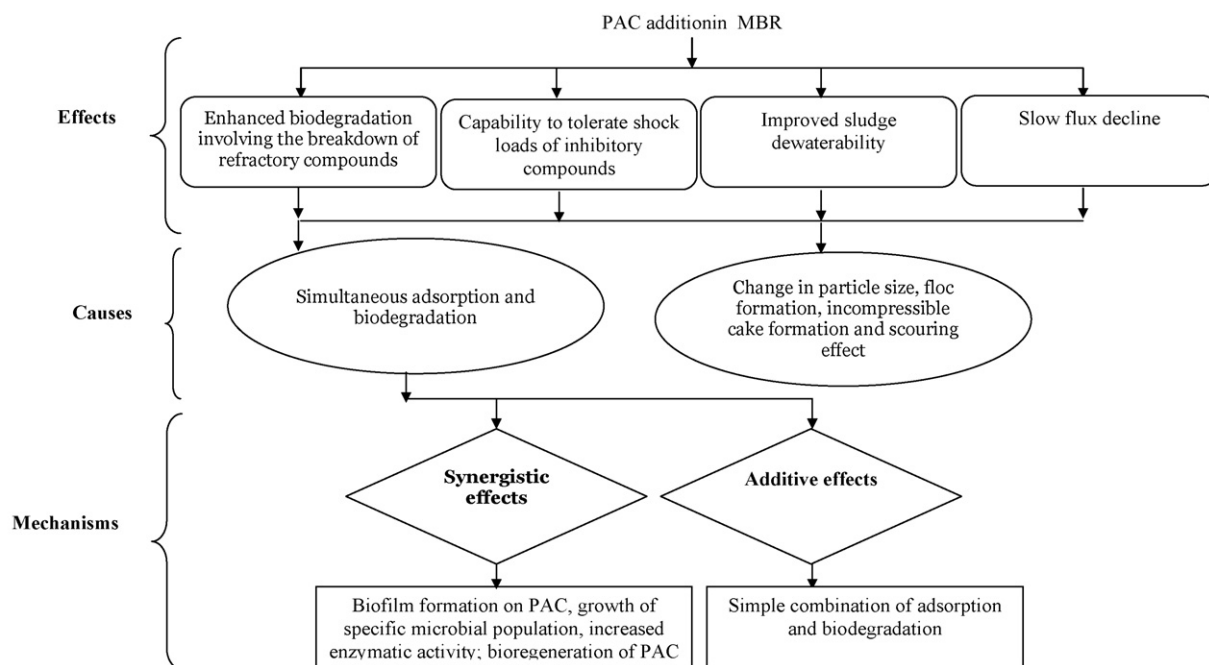 PAC additionin MBR
Effects
Enhanced biodegradation
involving the breakdown of
refractory compounds
Capability to tolerate shock
loads of inhibitory
compounds
Improved sludge
dewaterability
Slow flux decline
Causes
Simultaneous adsorption and
biodegradation
Change in particle size, floc
formation, incompressible
cake formation and scouring
effect
Mechanisms
Synergistic
effects
Additive effects
Biofilm formation on PAC, growth of
specific microbial population, increased
enzymatic activity; bioregeneration of PAC
Simple combination of adsorption
and biodegradation